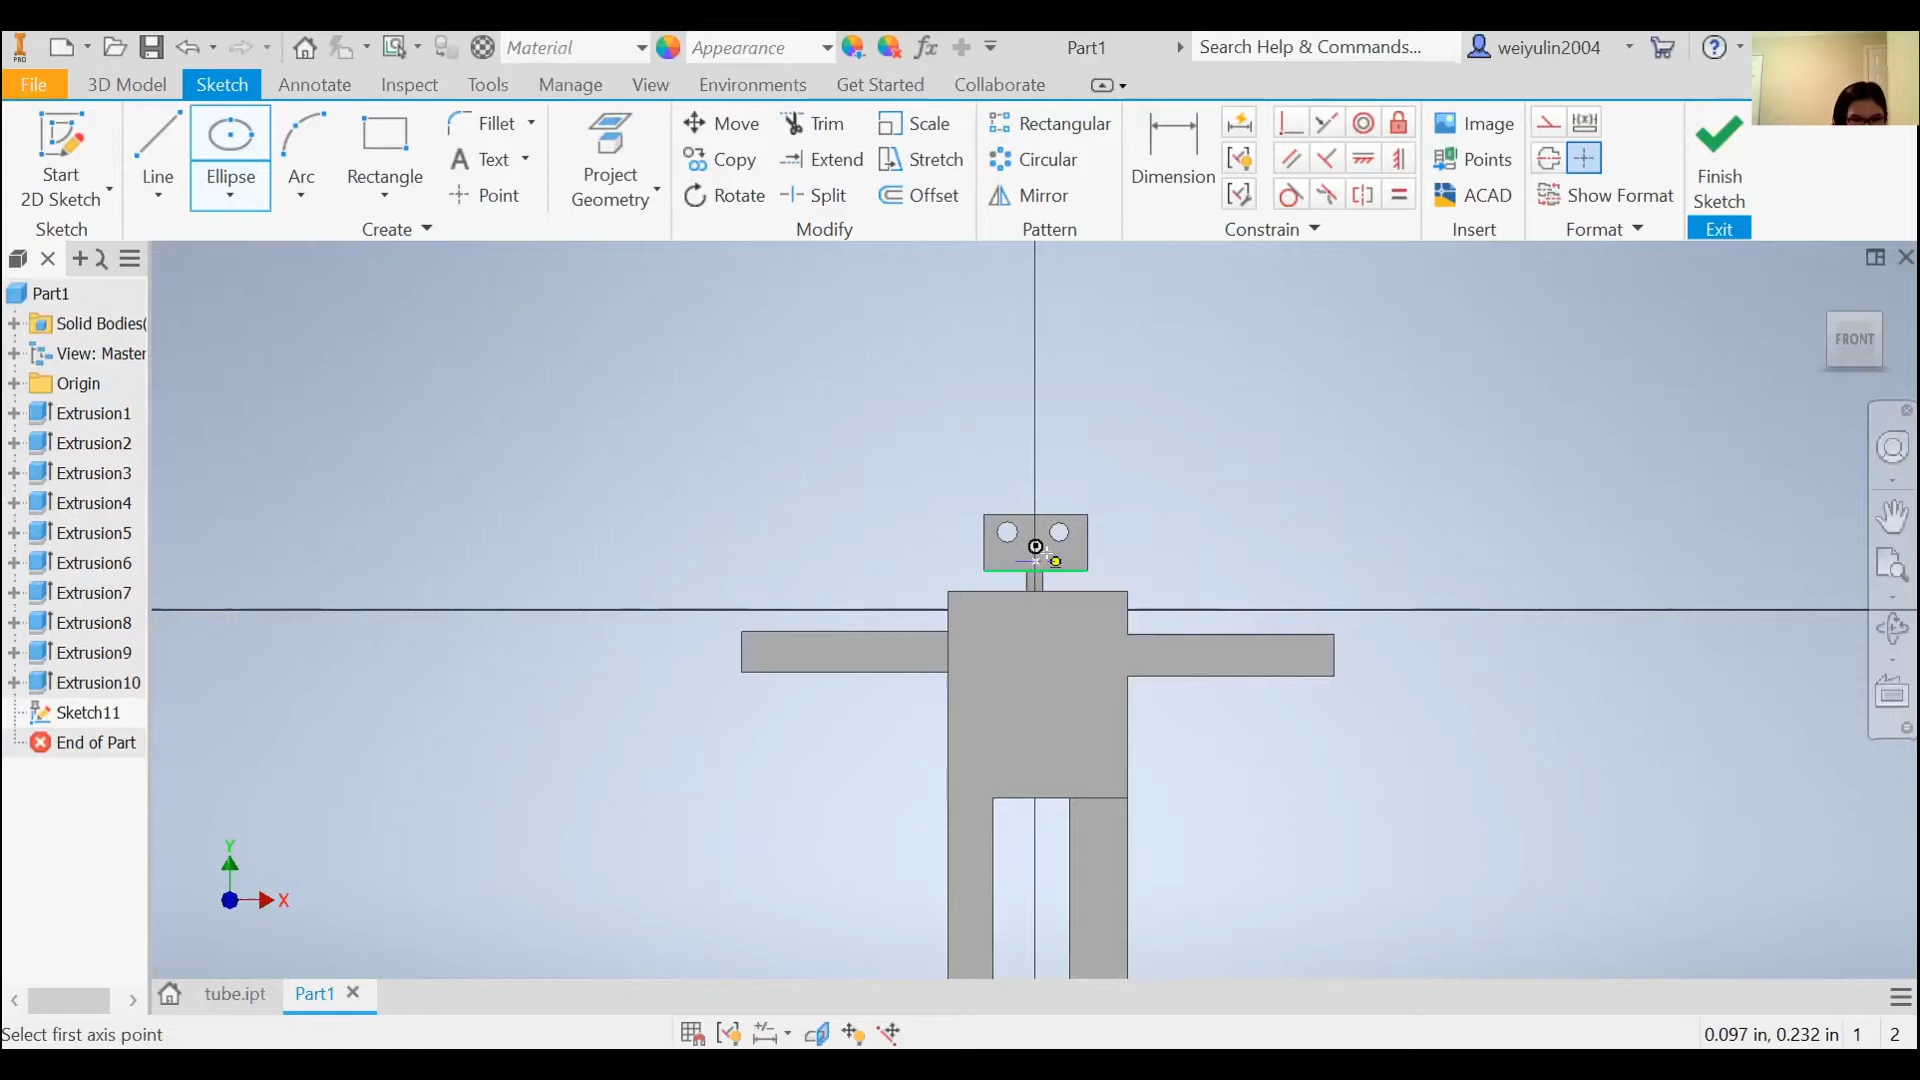 PRO
Material
Appearance
Part1
Search Help & Commands...
weiyulin2004
File
3D Model
Sketch
Annotate
Inspect
Tools
Manage
View
Environments
Get Started
Collaborate
Start
2D Sketch
Line
Ellipse
Arc
Rectangle
Fillet
Text
Point
Project
Geometry
Move
Copy
Rotate
Trim
Extend
Split
Scale
Stretch
Offset
Rectangular
Circular
Mirror
Dimension
Image
Points
ACAD
Show Format
Finish
Sketch
Sketch
Create
Modify
Pattern
Constrain
Insert
Format
Exit
Part1
Solid Bodies(
View: Master
Origin
Extrusion1
Extrusion2
Extrusion3
Extrusion4
Extrusion5
Extrusion6
Extrusion7
Extrusion8
Extrusion9
Extrusion10
Sketch11
End of Part
FRONT
Y
X
tube.ipt
Part1
Select first axis point
0.097 in, 0.232 in 1 2